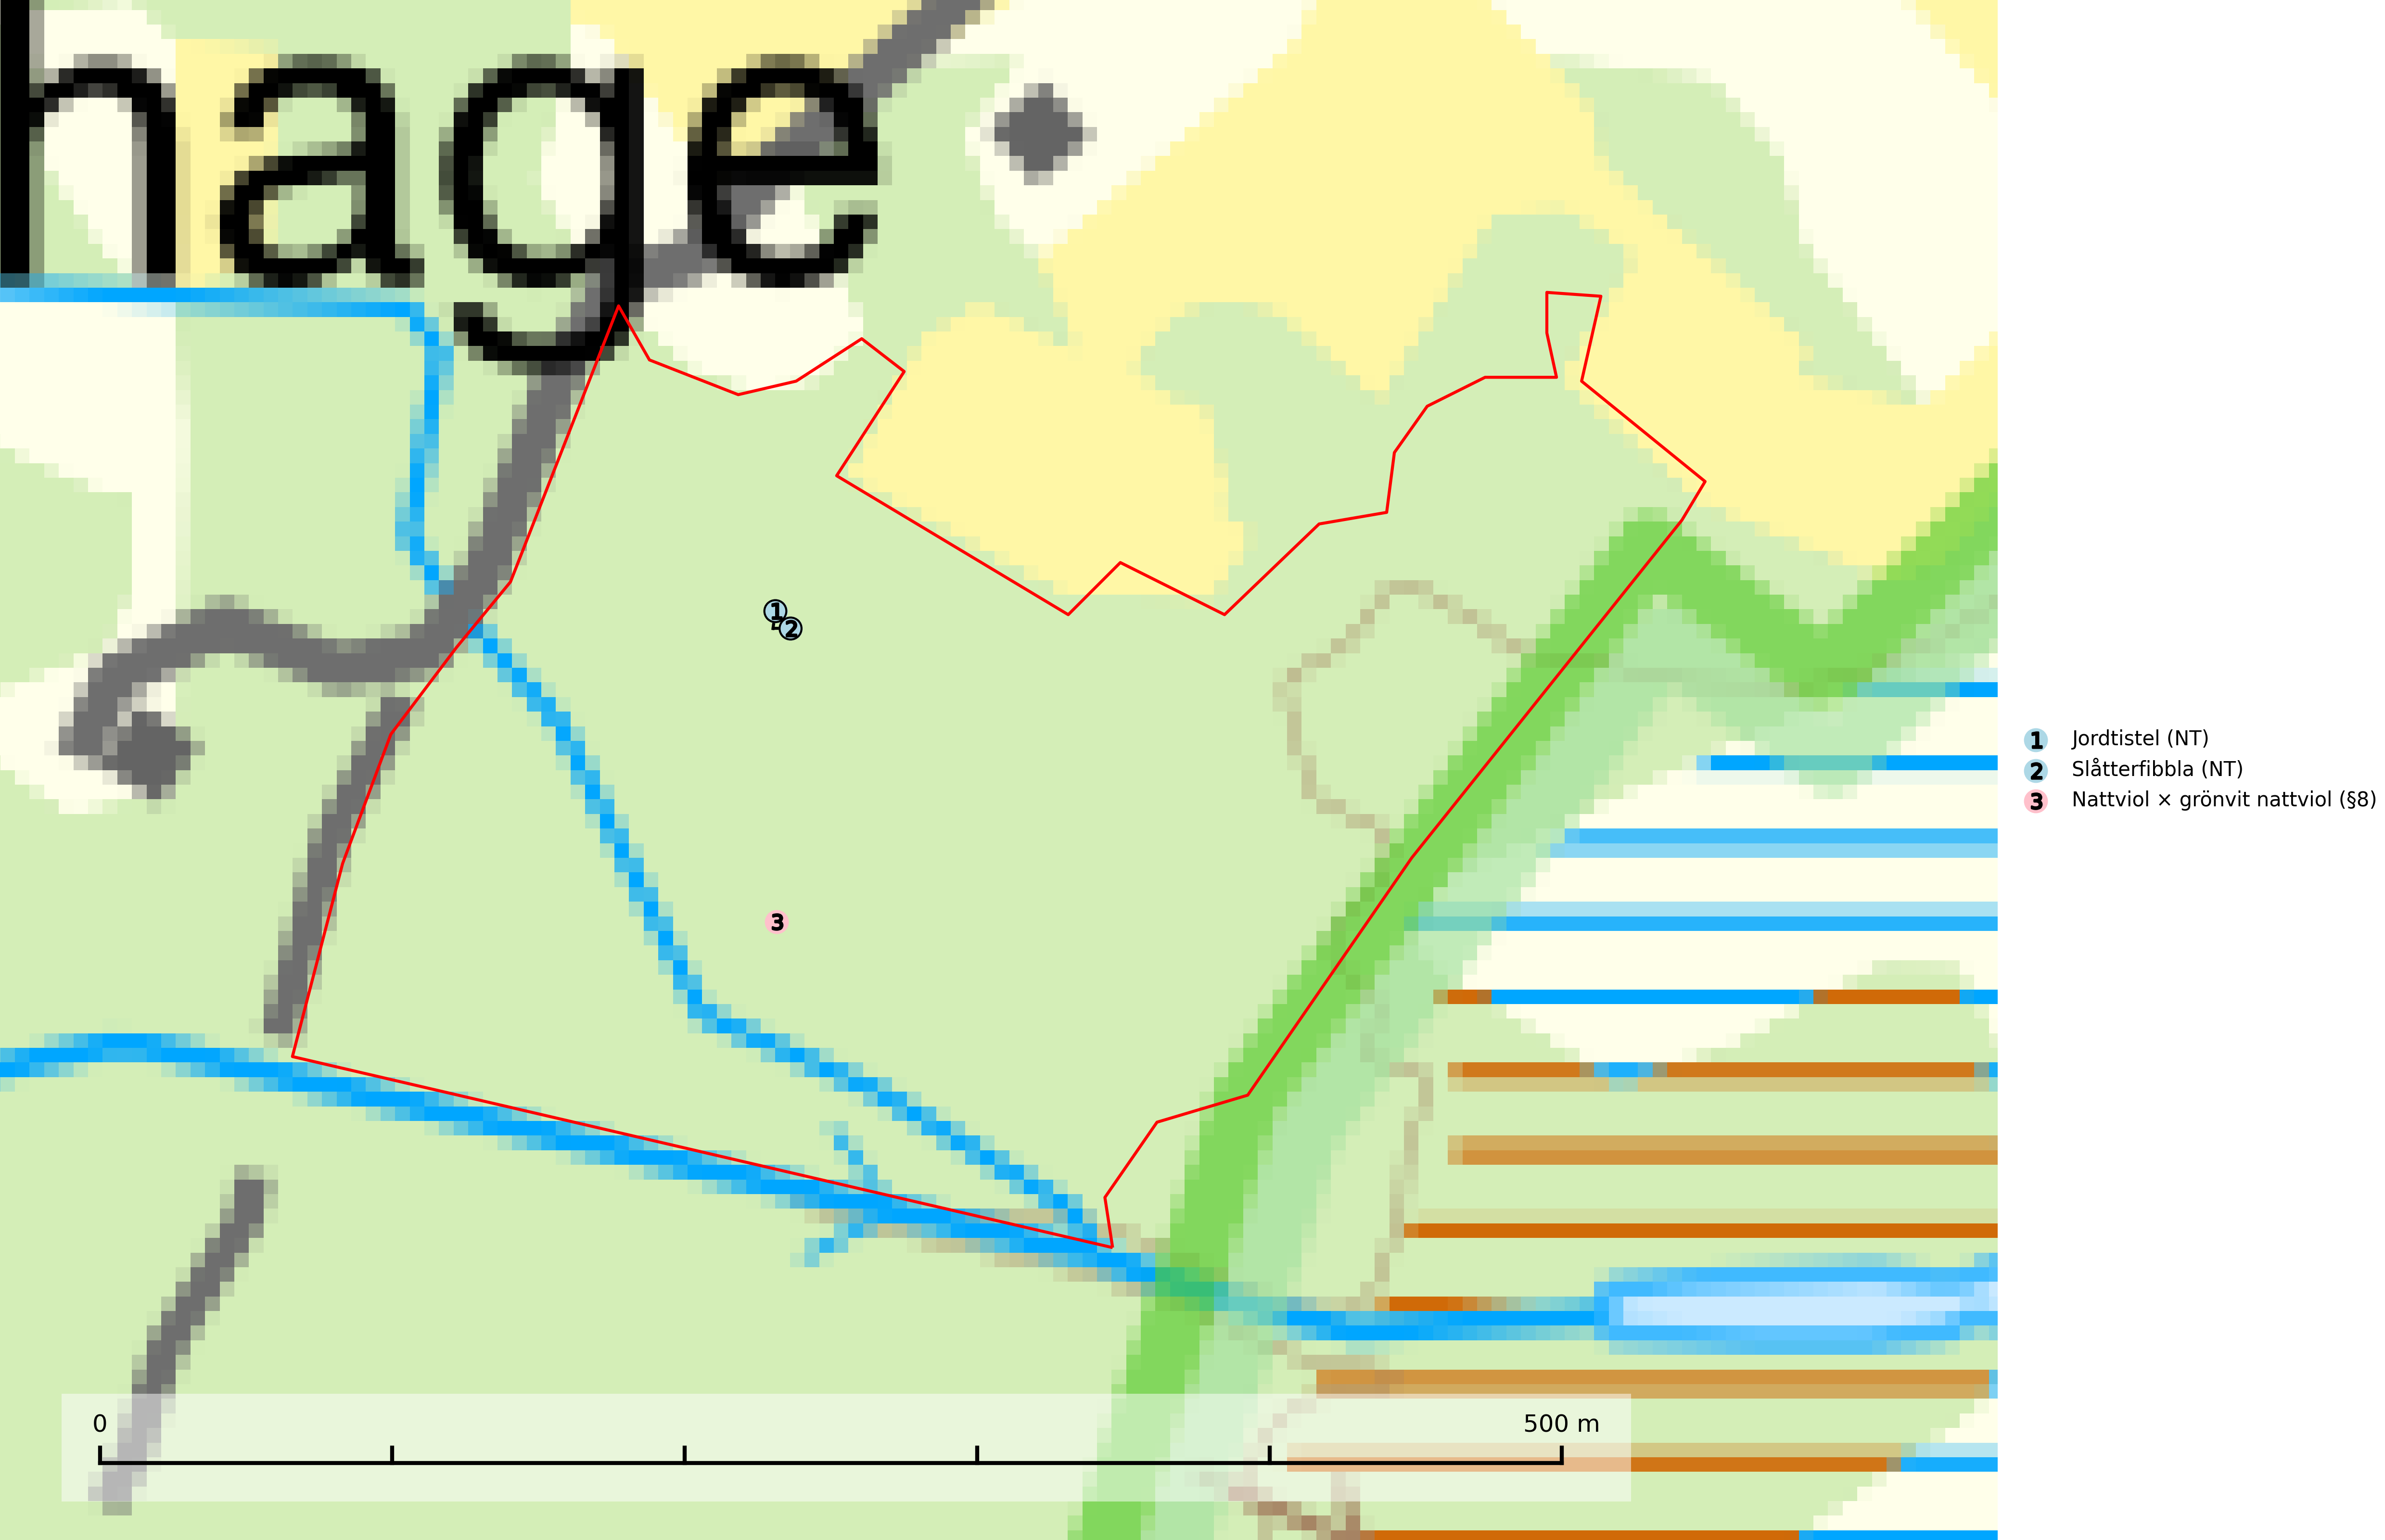 hage
1
2
3
1 Jordtistel (NT)
2 Slåtterfibbla (NT)
3 Nattviol × grönvit nattviol (§8)
0 500 m